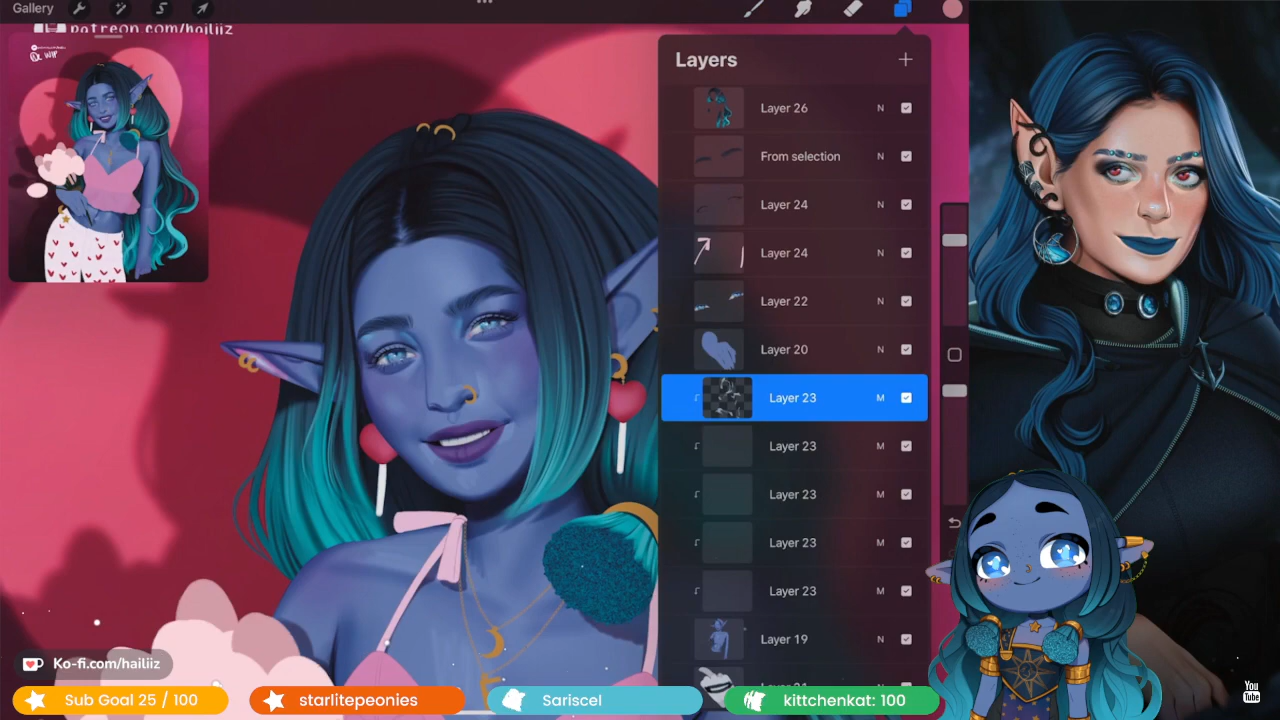 Gallery
patreon.com/hailiiz
Layers
Layer 26 N
From selection N
Layer 24 N
Layer 24 N
Layer 22 N
Layer 20 N
Layer 23 M
Layer 23 M
Layer 23 M
Layer 23 M
Layer 23 M
Layer 19 N
Ko-fi.com/hailiiz
Sub Goal 25 / 100
starlitepeonies
Sariscel
kittchenkat: 100
You
Tube